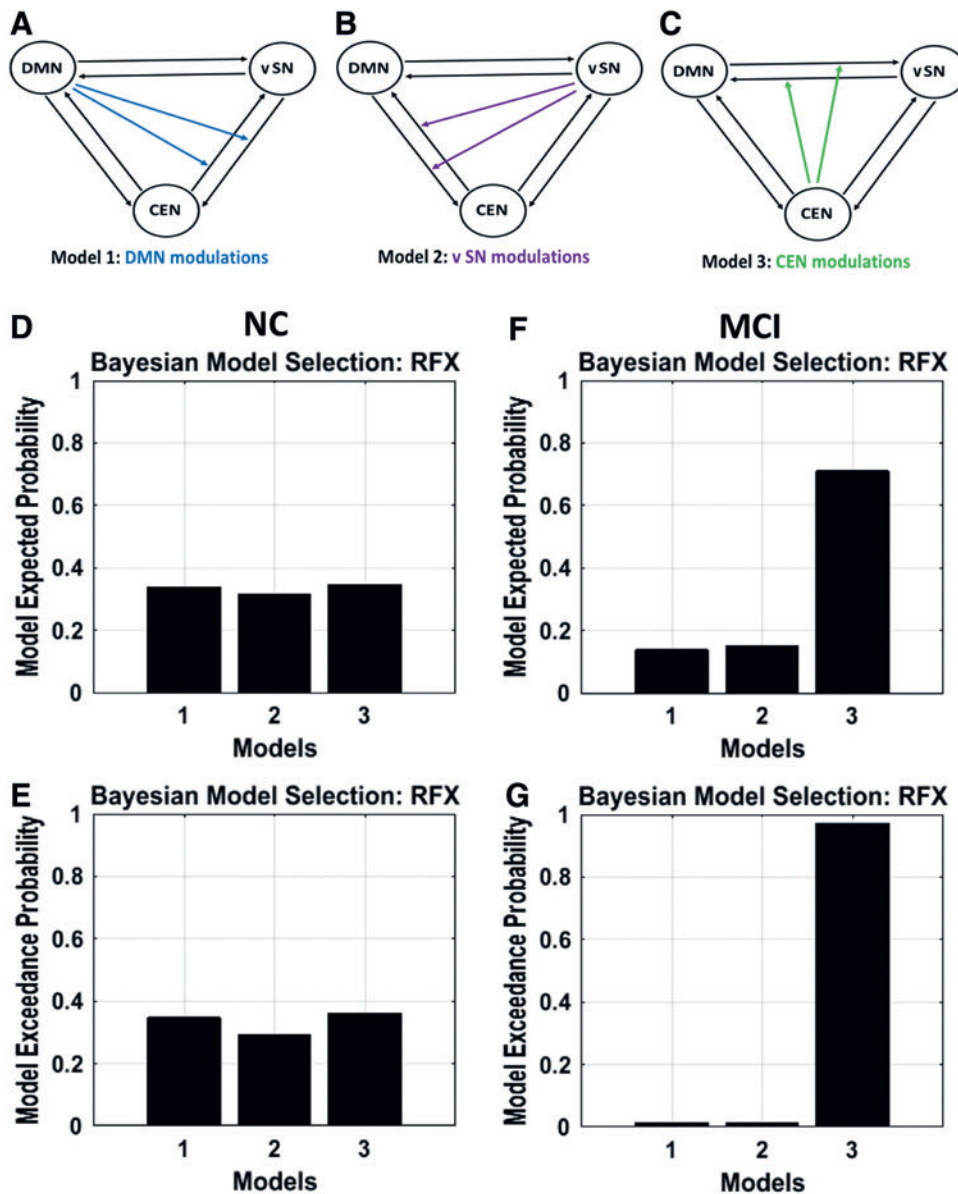 A
B
C
DMN
vSN
CEN
Model 1: DMN modulations
DMN
vSN
CEN
Model 2: v SN modulations
DMN
vSN
CEN
Model 3: CEN modulations
D
NC
Bayesian Model Selection: RFX
Model Expected Probability
1
0.8
0.6
0.4
0.2
0
1 2 3
Models
F
MCI
Bayesian Model Selection: RFX
Model Expected Probability
1
0.8
0.6
0.4
0.2
0
1 2 3
Models
E
Bayesian Model Selection: RFX
Model Exceedance Probability
1
0.8
0.6
0.4
0.2
0
1 2 3
Models
G
Bayesian Model Selection: RFX
Model Exceedance Probability
1
0.8
0.6
0.4
0.2
0
1 2 3
Models